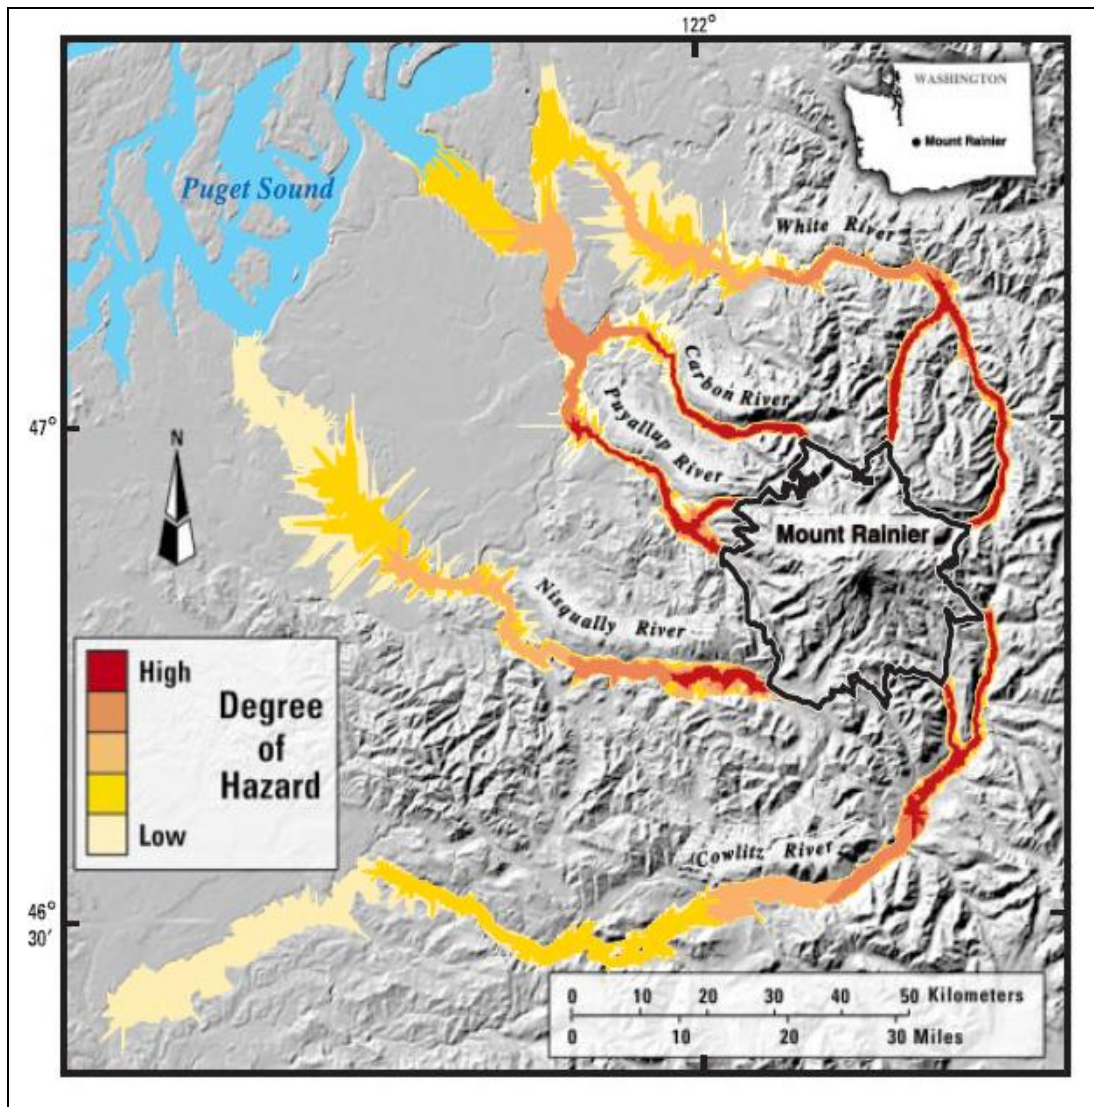 122°
WASHINGTON
Mount Rainier
Puget Sound
White River
Carbon River
Puyallup River
47°
N
Mount Rainier
Nisqually River
High
Degree
of
Hazard
Low
Cowlitz River
46°
30'
0 10 20 30 40 50 Kilometers
0 10 20 30 Miles